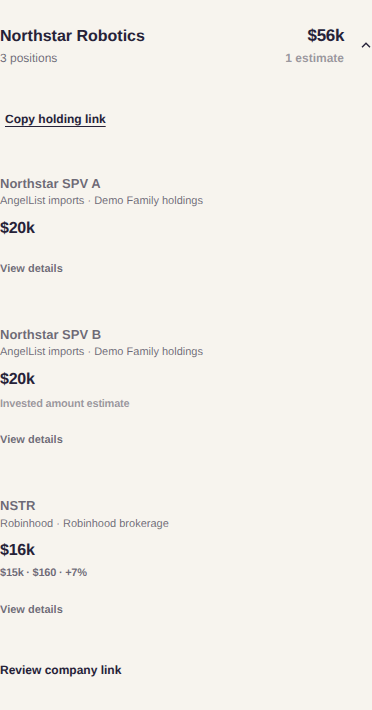 Northstar Robotics
$56k
3 positions
1 estimate
Copy holding link
Northstar SPV A
AngelList imports · Demo Family holdings
$20k
View details
Northstar SPV B
AngelList imports · Demo Family holdings
$20k
Invested amount estimate
View details
NSTR
Robinhood · Robinhood brokerage
$16k
$15k · $160 · +7%
View details
Review company link